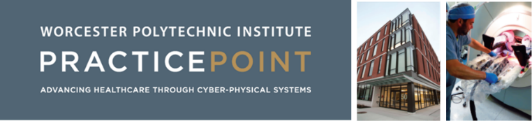 WORCESTER POLYTECHNIC INSTITUTE
PRACTICEPOINT
ADVANCING HEALTHCARE THROUGH CYBER-PHYSICAL SYSTEMS